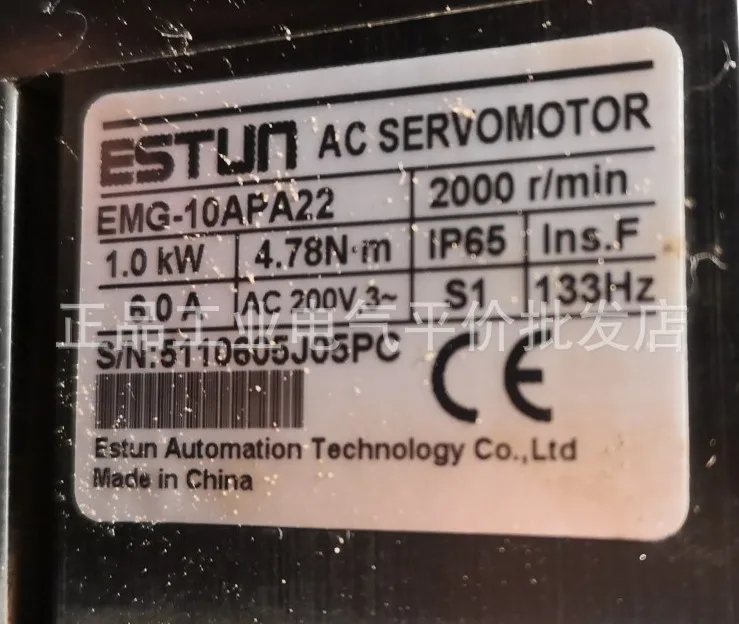 ESTUN AC SERVOMOTOR
EMG-10APA22 2000 r/min
1.0 kW 4.78N·m IP65 Ins.F
6.0 A AC 200V 3~ S1 133Hz
正品工业电气平价批发店
S/N:5110605J05PC CE
Estun Automation Technology Co.,Ltd
Made in China